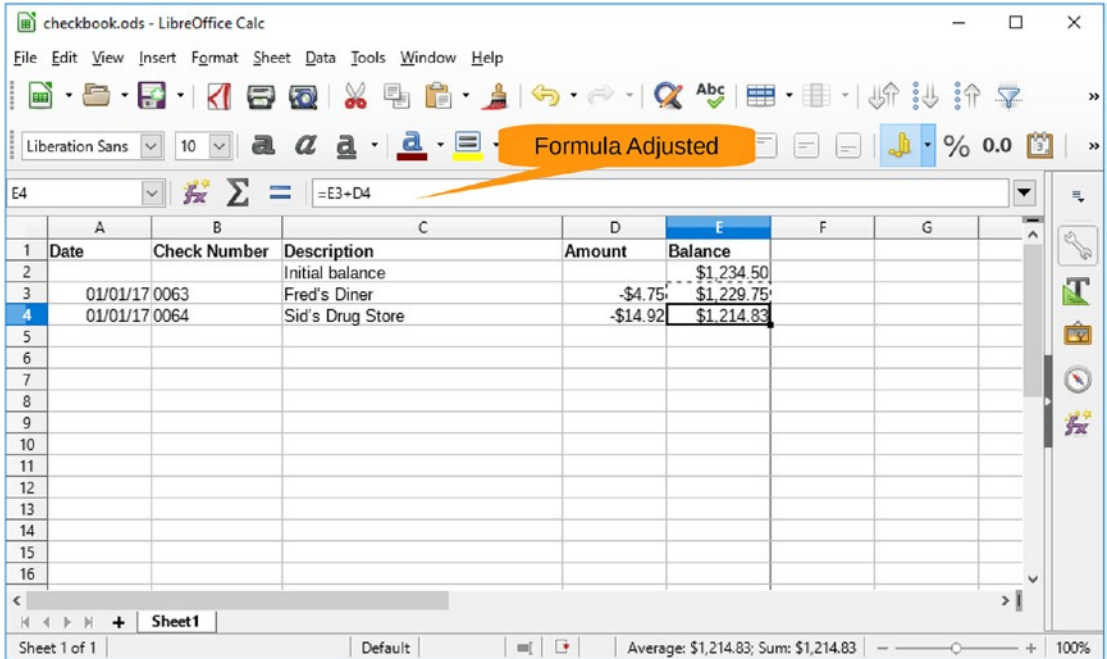 checkbook.ods - LibreOffice Calc
File Edit View Insert Format Sheet Data Tools Window Help
Abc
Liberation Sans 10 a a a a Formula Adjusted % 0.0
E4 fx Σ = =E3+D4
A B C D E F G
1 Date Check Number Description Amount Balance
2 Initial balance $1,234.50
3 01/01/17 0063 Fred's Diner -$4.75 $1,229.75
4 01/01/17 0064 Sid's Drug Store -$14.92 $1,214.83
5
6
7
8
9
10
11
12
13
14
15
16
Sheet1
Sheet 1 of 1 Default Average: $1,214.83; Sum: $1,214.83 100%